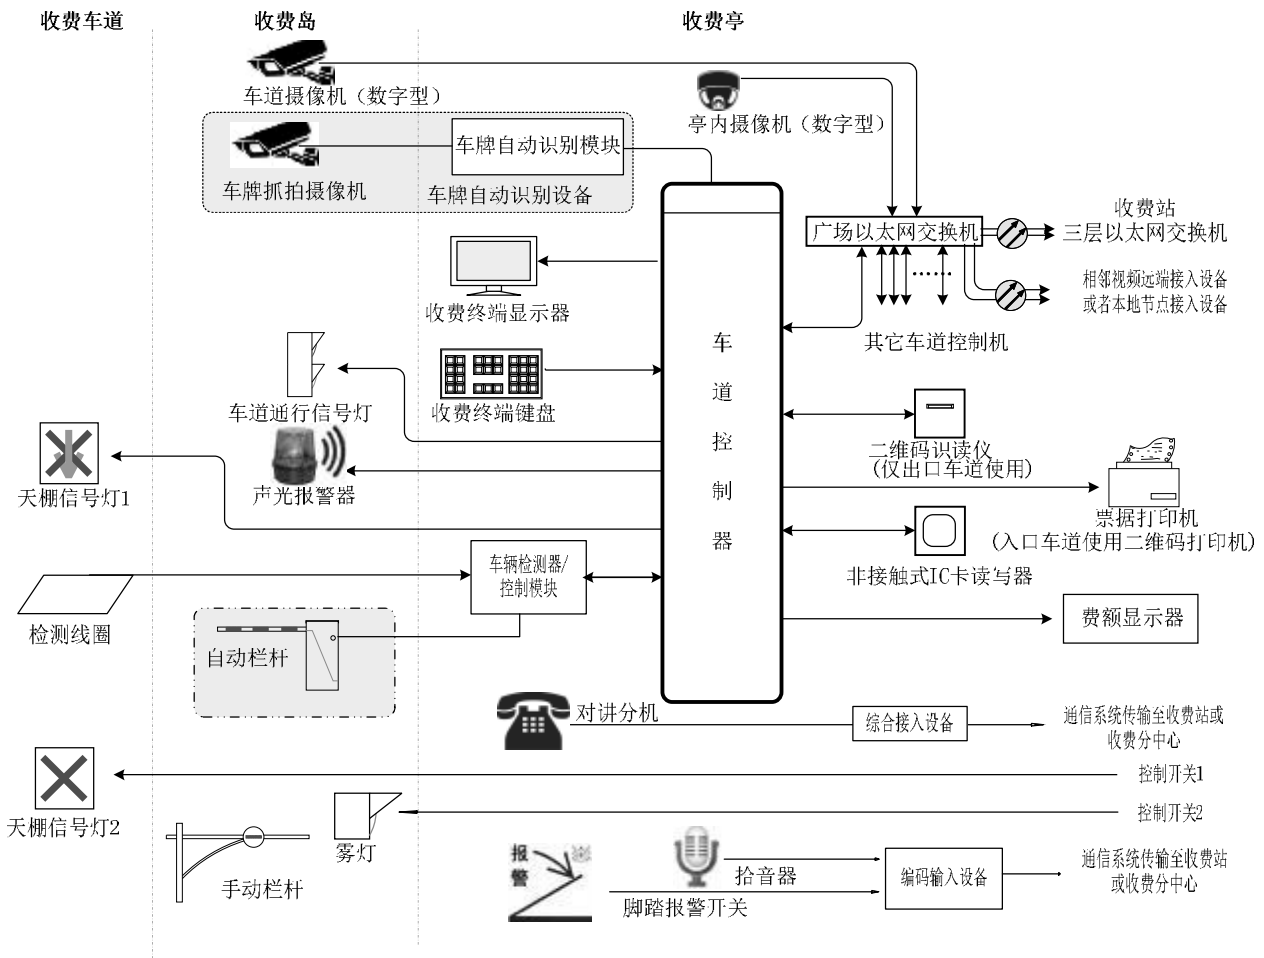 收费车道
收费岛
收费亭
车道摄像机（数字型）
亭内摄像机（数字型）
车牌自动识别模块
车牌抓拍摄像机
车牌自动识别设备
收费站
广场以太网交换机
三层以太网交换机
相邻视频远端接入设备
或者本地节点接入设备
收费终端显示器
其它车道控制机
车
道
控
制
器
车道通行信号灯
收费终端键盘
二维码识读仪
(仅出口车道使用)
天棚信号灯1
声光报警器
票据打印机
(入口车道使用二维码打印机)
车辆检测器/
控制模块
非接触式IC卡读写器
检测线圈
自动栏杆
费额显示器
对讲分机
综合接入设备
通信系统传输至收费站或
收费分中心
控制开关1
天棚信号灯2
控制开关2
雾灯
手动栏杆
报
警
拾音器
脚踏报警开关
编码输入设备
通信系统传输至收费站
或收费分中心